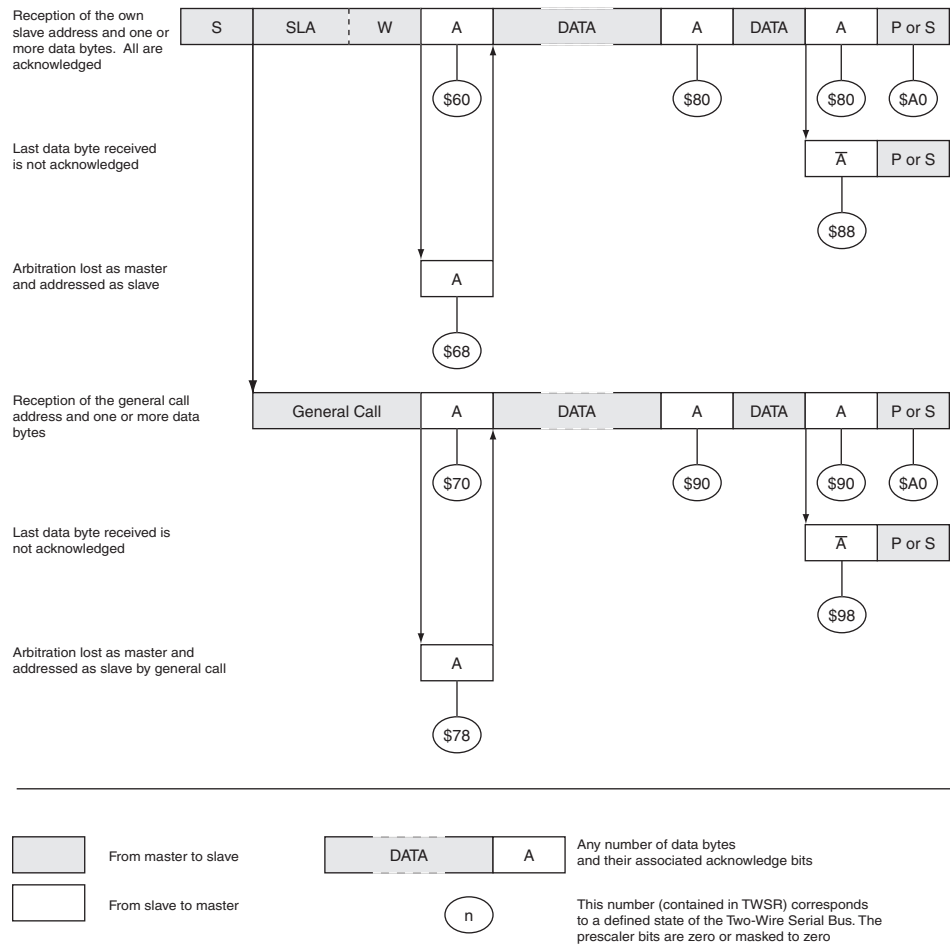 Reception of the own
slave address and one or
more data bytes. All are
acknowledged
S SLA W A DATA A DATA A P or S
$60 $80 $80 $A0
Last data byte received
is not acknowledged
A̅ P or S
$88
Arbitration lost as master
and addressed as slave
A
$68
Reception of the general call
address and one or more data
bytes
General Call A DATA A DATA A P or S
$70 $90 $90 $A0
Last data byte received is
not acknowledged
A̅ P or S
$98
Arbitration lost as master and
addressed as slave by general call
A
$78
From master to slave
DATA A
Any number of data bytes
and their associated acknowledge bits
From slave to master
n
This number (contained in TWSR) corresponds
to a defined state of the Two-Wire Serial Bus. The
prescaler bits are zero or masked to zero